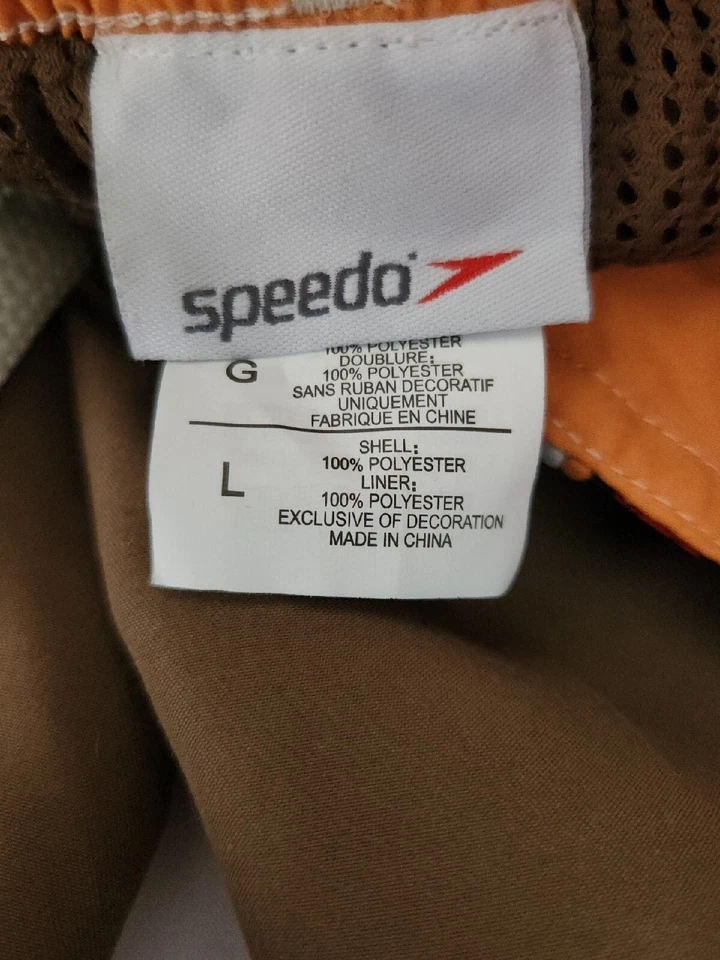 speedo
100% POLYESTER
G
DOUBLURE:
100% POLYESTER
SANS RUBAN DECORATIF
UNIQUEMENT
FABRIQUE EN CHINE
SHELL:
100% POLYESTER
L
LINER:
100% POLYESTER
EXCLUSIVE OF DECORATION
MADE IN CHINA